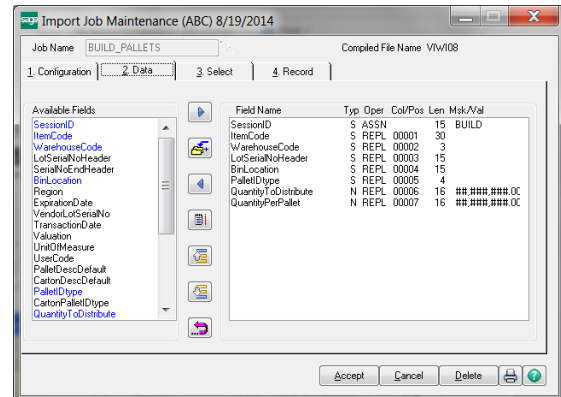 sage Import Job Maintenance (ABC) 8/19/2014
X
Job Name BUILD_PALLETS Compiled File Name VIWI08
1. Configuration 2. Data 3. Select 4. Record
Available Fields
SessionID
ItemCode
WarehouseCode
LotSerialNoHeader
SerialNoEndHeader
BinLocation
Region
ExpirationDate
VendorLotSerialNo
TransactionDate
Valuation
UnitOfMeasure
UserCode
PalletDescDefault
CartonDescDefault
PalletIDtype
CartonPalletIDtype
QuantityToDistribute
Field Name Typ Oper Col/Pos Len Msk/Val
SessionID S ASSN 15 BUILD
ItemCode S REPL 00001 30
WarehouseCode S REPL 00002 3
LotSerialNoHeader S REPL 00003 15
BinLocation S REPL 00004 15
PalletIDtype S REPL 00005 4
QuantityToDistribute N REPL 00006 16 ##,###,###.0C
QuantityPerPallet N REPL 00007 16 ##,###,###.0C
Accept Cancel Delete